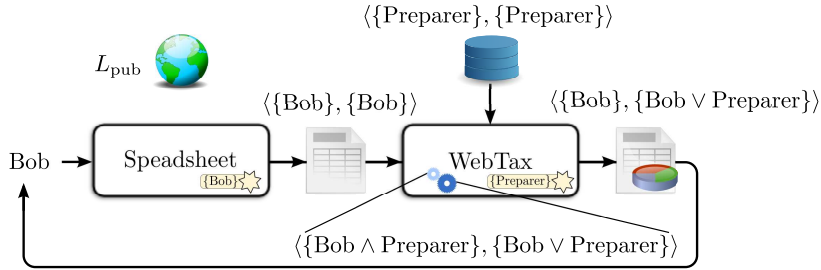 ⟨{Preparer}, {Preparer}⟩
L_pub
⟨{Bob}, {Bob}⟩
⟨{Bob}, {Bob ∨ Preparer}⟩
Bob
Speadsheet
{Bob}
WebTax
{Preparer}
⟨{Bob ∧ Preparer}, {Bob ∨ Preparer}⟩